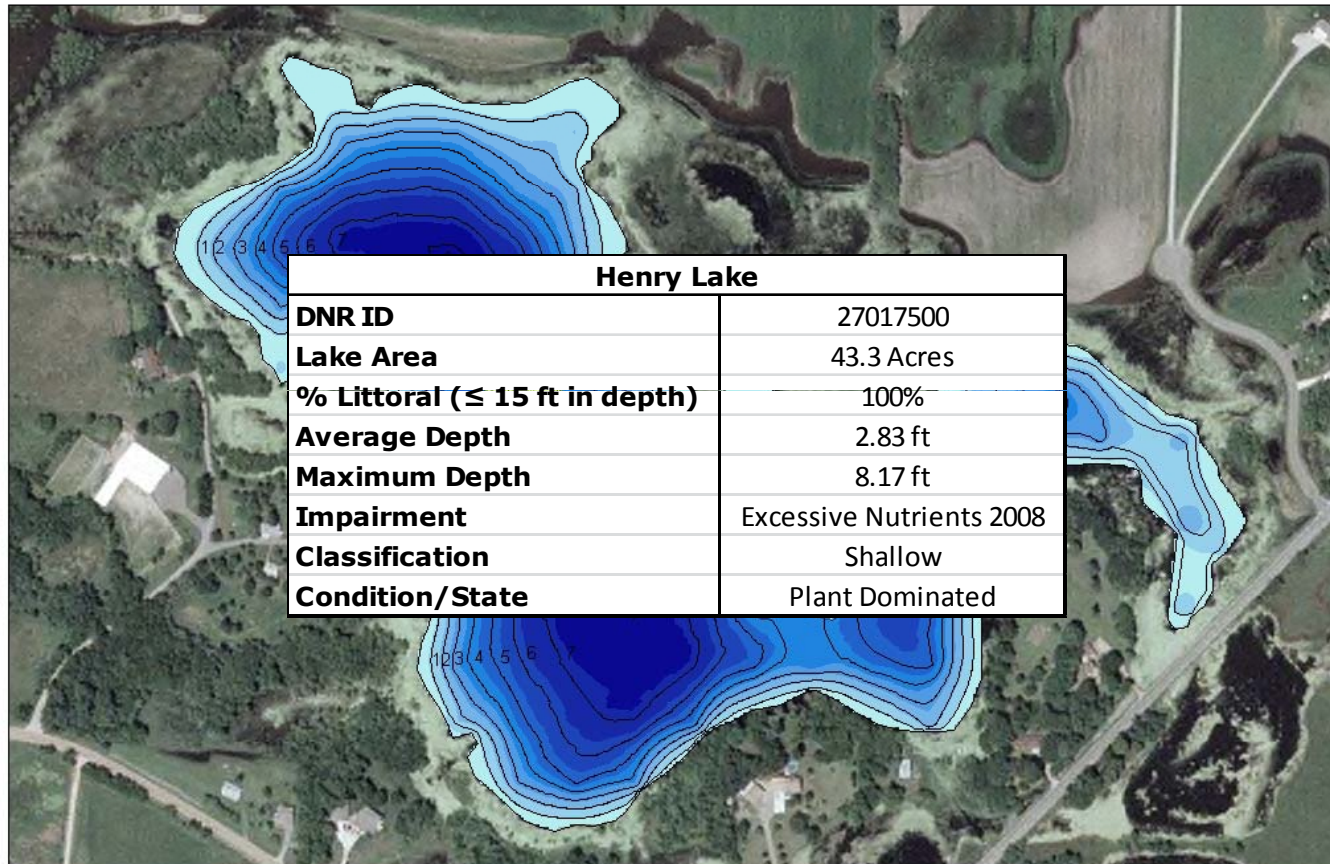 1 2 3 4 5 6 7
Henry Lake
DNR ID 27017500
Lake Area 43.3 Acres
% Littoral (≤ 15 ft in depth) 100%
Average Depth 2.83 ft
Maximum Depth 8.17 ft
Impairment Excessive Nutrients 2008
Classification Shallow
Condition/State Plant Dominated
1 2 3 4 5 6 7